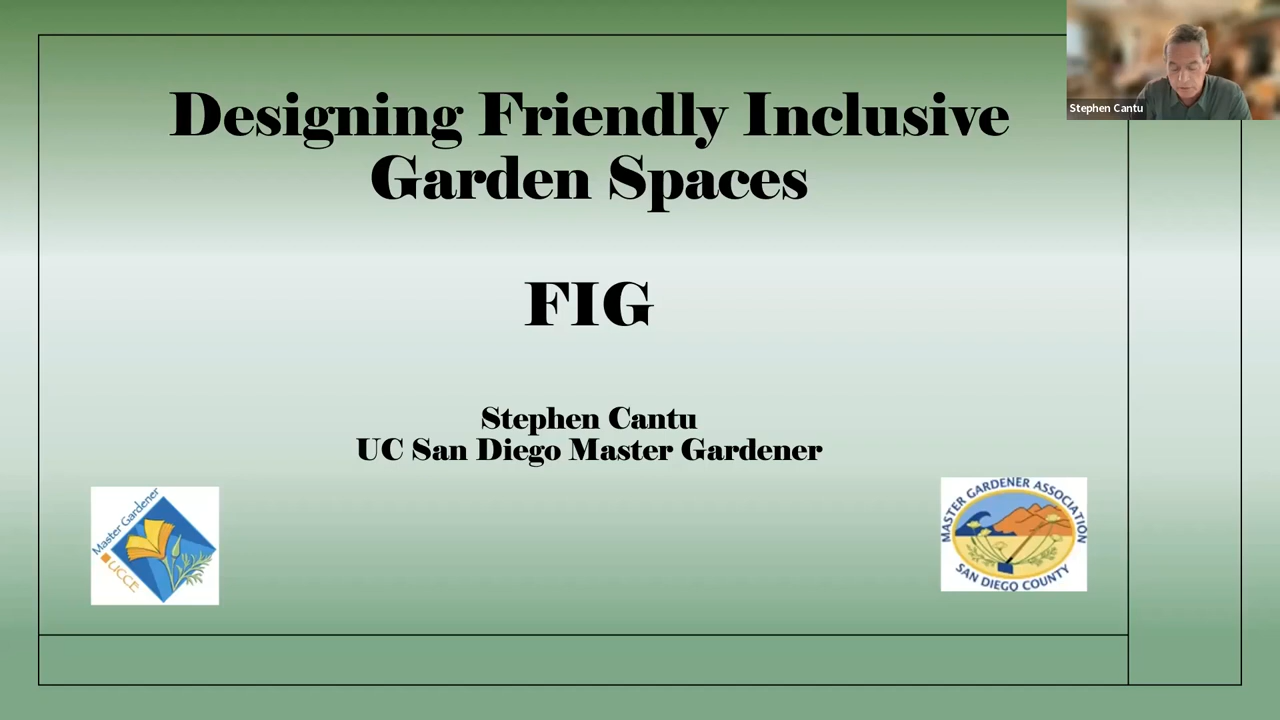 Designing Friendly Inclusive
Garden Spaces
FIG
Stephen Cantu
UC San Diego Master Gardener
Stephen Cantu
Master Gardener
UCCE
MASTER GARDENER ASSOCIATION
SAN DIEGO COUNTY